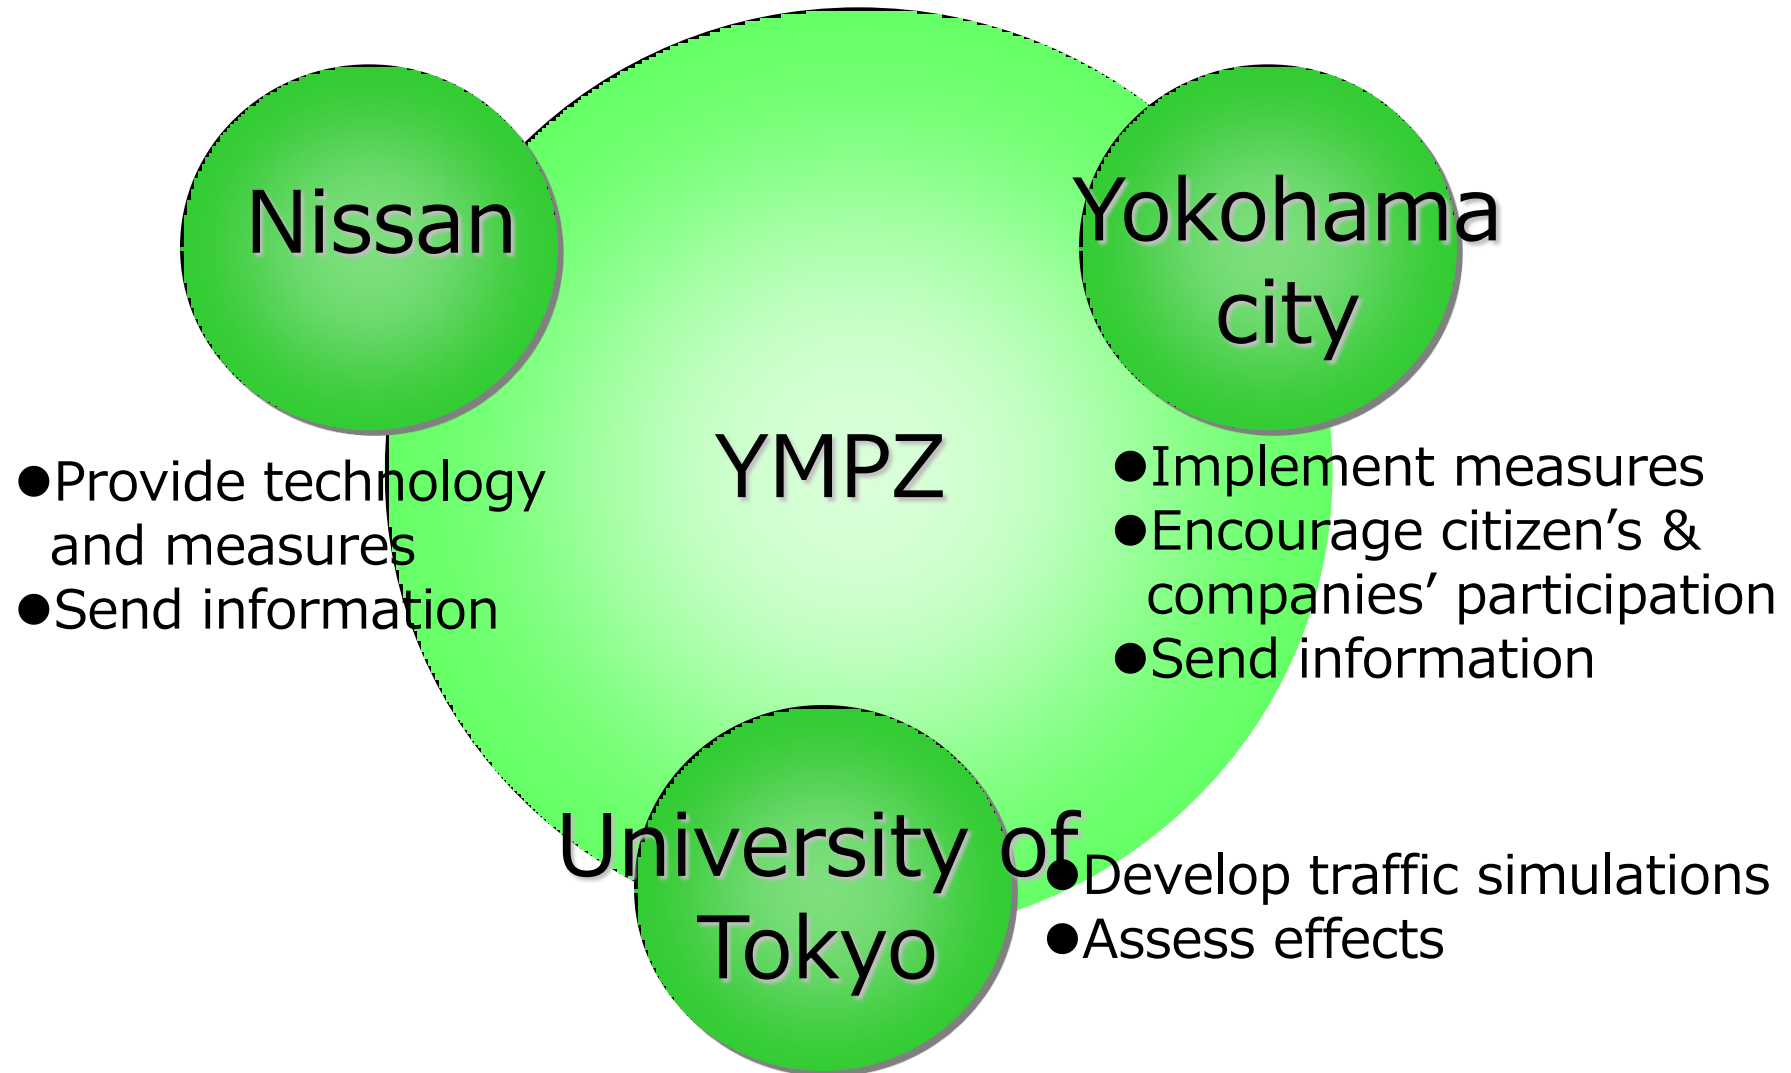 Nissan
Yokohama
city
YMPZ
●Provide technology
and measures
●Send information
●Implement measures
●Encourage citizen’s &
companies’ participation
●Send information
University of
Tokyo
●Develop traffic simulations
●Assess effects